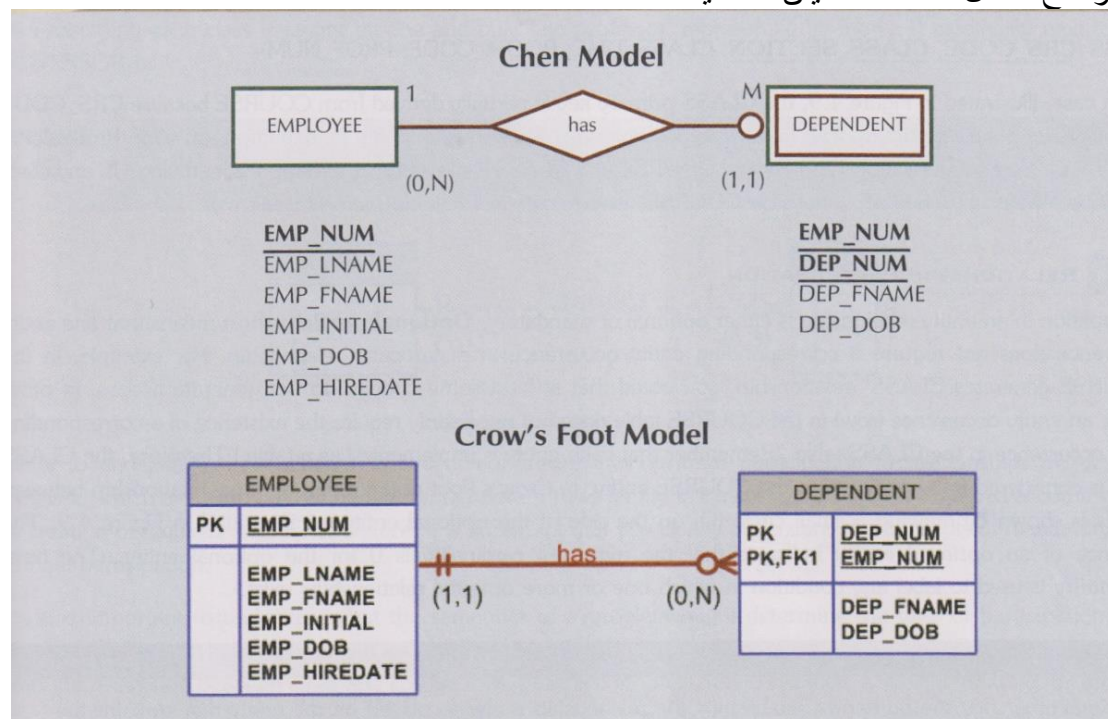 Chen Model
1
M
EMPLOYEE
has
DEPENDENT
(0,N)
(1,1)
EMP_NUM
EMP_LNAME
EMP_FNAME
EMP_INITIAL
EMP_DOB
EMP_HIREDATE
EMP_NUM
DEP_NUM
DEP_FNAME
DEP_DOB
Crow's Foot Model
EMPLOYEE
PK EMP_NUM
EMP_LNAME
EMP_FNAME
EMP_INITIAL
EMP_DOB
EMP_HIREDATE
has
(1,1)
(0,N)
DEPENDENT
PK DEP_NUM
PK,FK1 EMP_NUM
DEP_FNAME
DEP_DOB